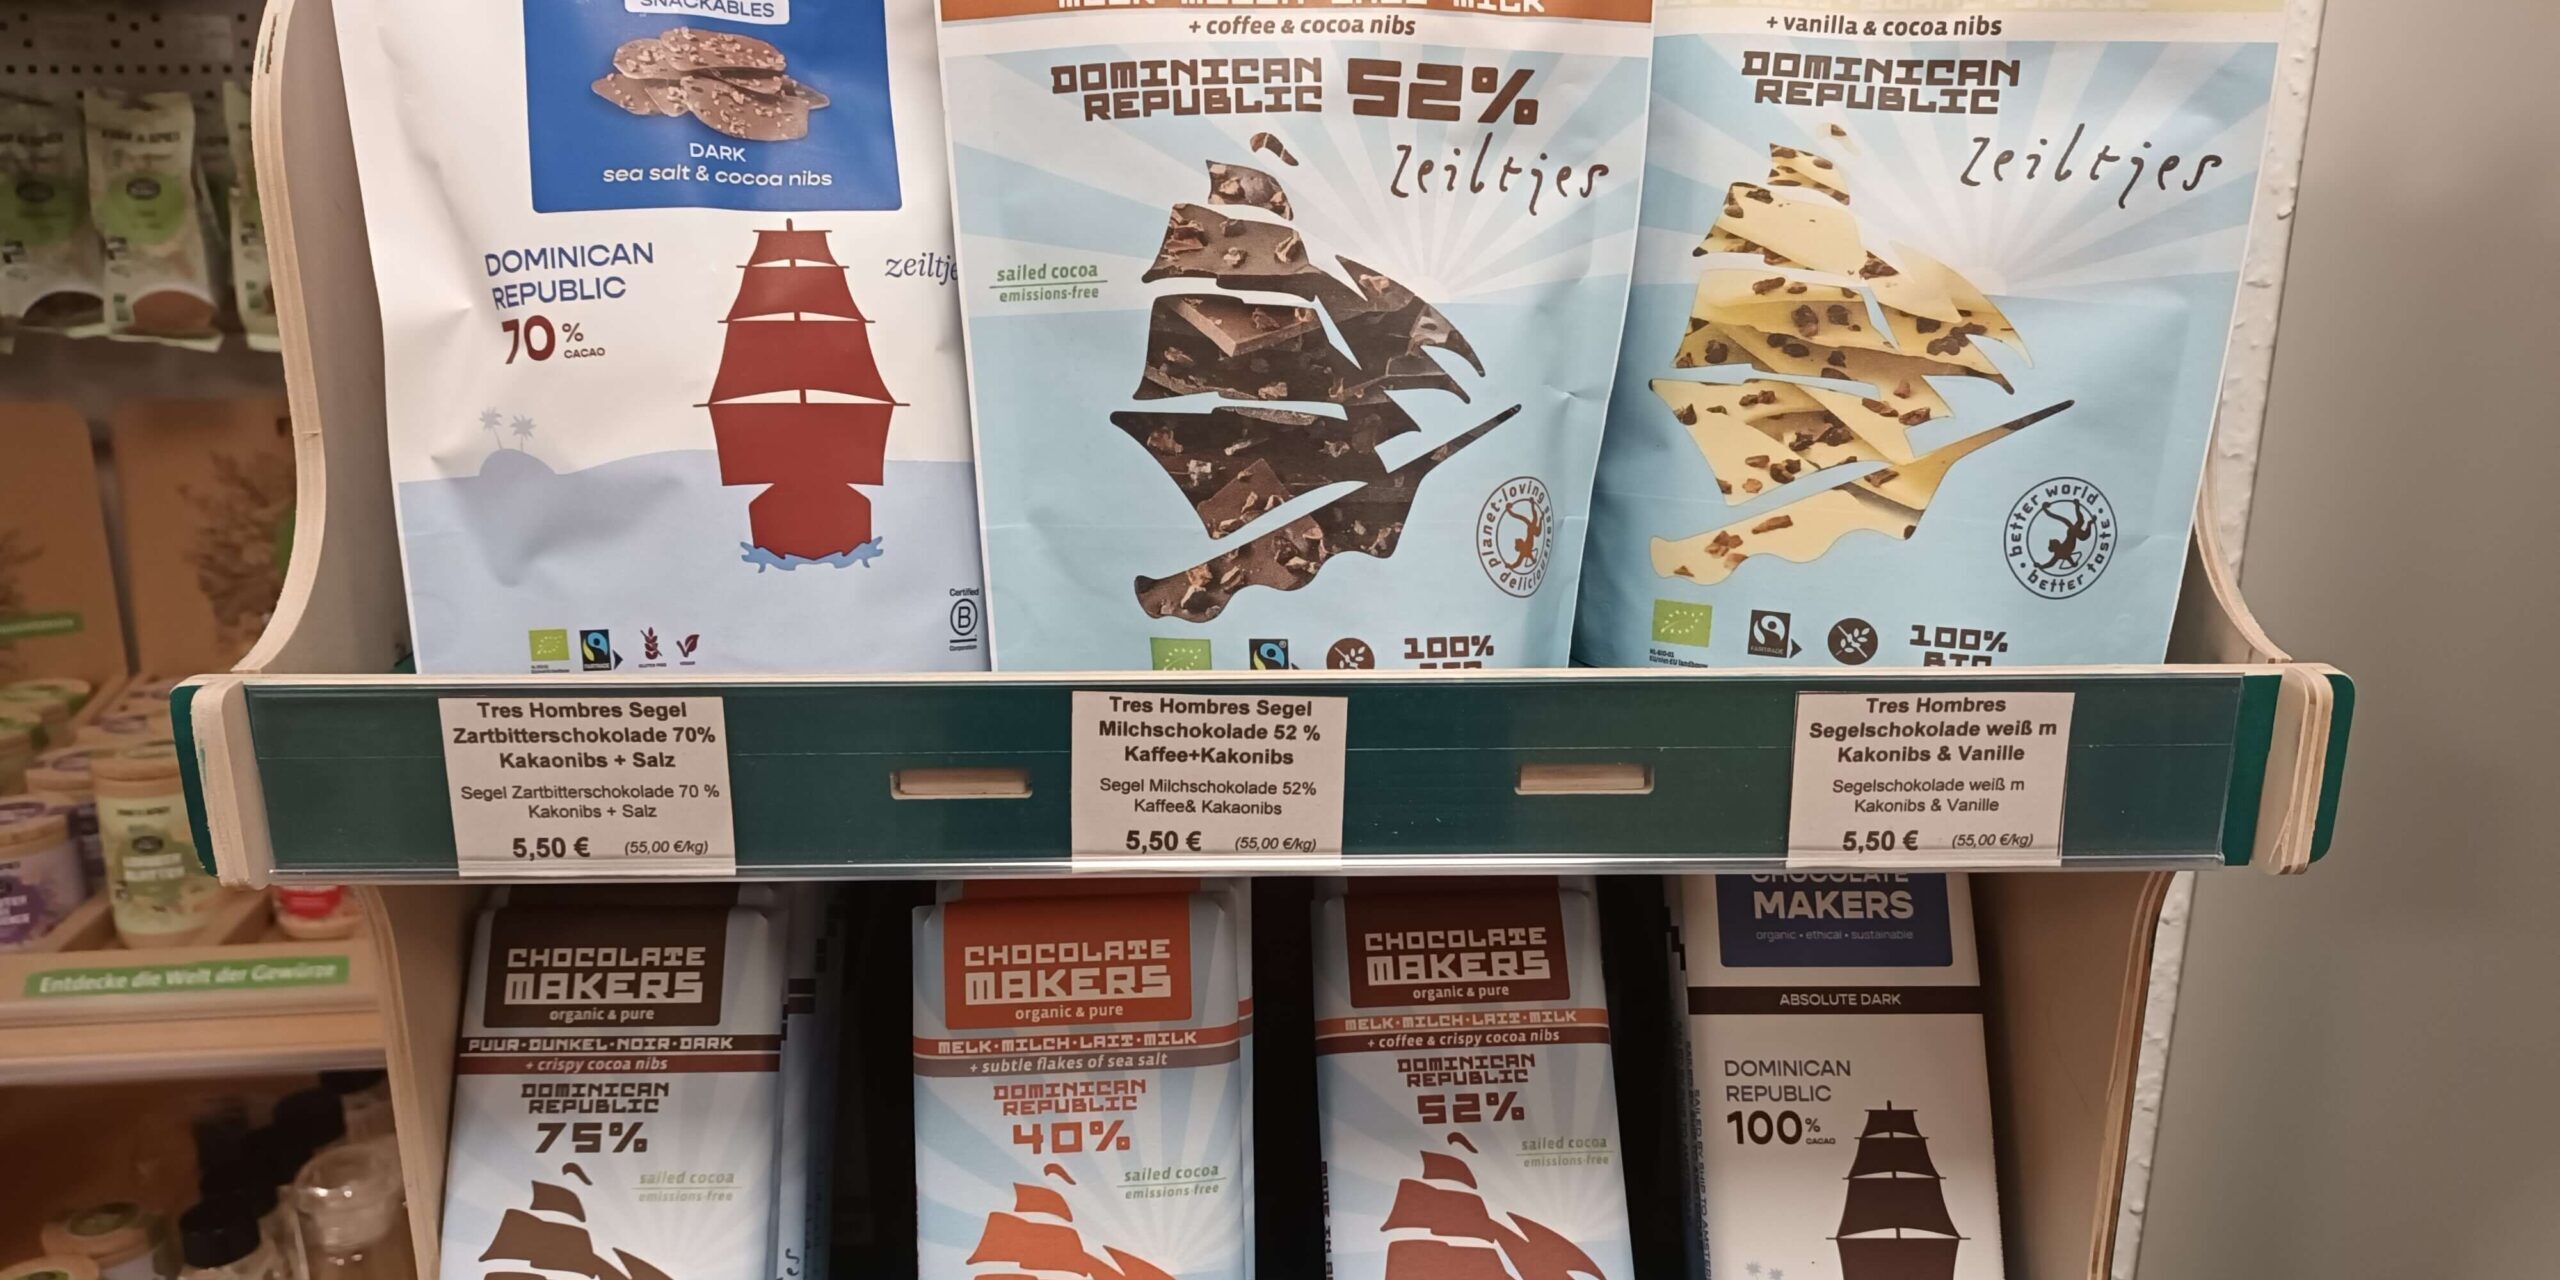 SNACKABLES
DARK
sea salt & cocoa nibs
DOMINICAN
REPUBLIC
70%
CACAO
Certified
B
Corporation
FAIRTRADE
GLUTEN FREE
VEGAN
+ coffee & cocoa nibs
DOMINICAN
REPUBLIC
52%
zeiltjes
sailed cocoa
emissions-free
planet-loving
100%
+ vanilla & cocoa nibs
DOMINICAN
REPUBLIC
zeiltjes
better world
better taste
FAIRTRADE
100%
BIO
Tres Hombres Segel
Zartbitterschokolade 70%
Kakaonibs + Salz
Segel Zartbitterschokolade 70 %
Kakonibs + Salz
5,50 € (55,00 €/kg)
Tres Hombres Segel
Milchschokolade 52 %
Kaffee+Kakonibs
Segel Milchschokolade 52%
Kaffee& Kakaonibs
5,50 € (55,00 €/kg)
Tres Hombres
Segelschokolade weiß m
Kakonibs & Vanille
Segelschokolade weiß m
Kakonibs & Vanille
5,50 € (55,00 €/kg)
Entdecke die Welt der Gewürze
CHOCOLATE
MAKERS
organic & pure
PUUR·DUNKEL·NOIR·DARK
+ crispy cocoa nibs
DOMINICAN
REPUBLIC
75%
sailed cocoa
emissions-free
CHOCOLATE
MAKERS
organic & pure
MELK·MILCH·LAIT·MILK
+ subtle flakes of sea salt
DOMINICAN
REPUBLIC
40%
sailed cocoa
emissions-free
CHOCOLATE
MAKERS
organic & pure
MELK·MILCH·LAIT·MILK
+ coffee & crispy cocoa nibs
DOMINICAN
REPUBLIC
52%
sailed cocoa
emissions-free
CHOCOLATE
MAKERS
organic • ethical • sustainable
ABSOLUTE DARK
DOMINICAN
REPUBLIC
100%
CACAO